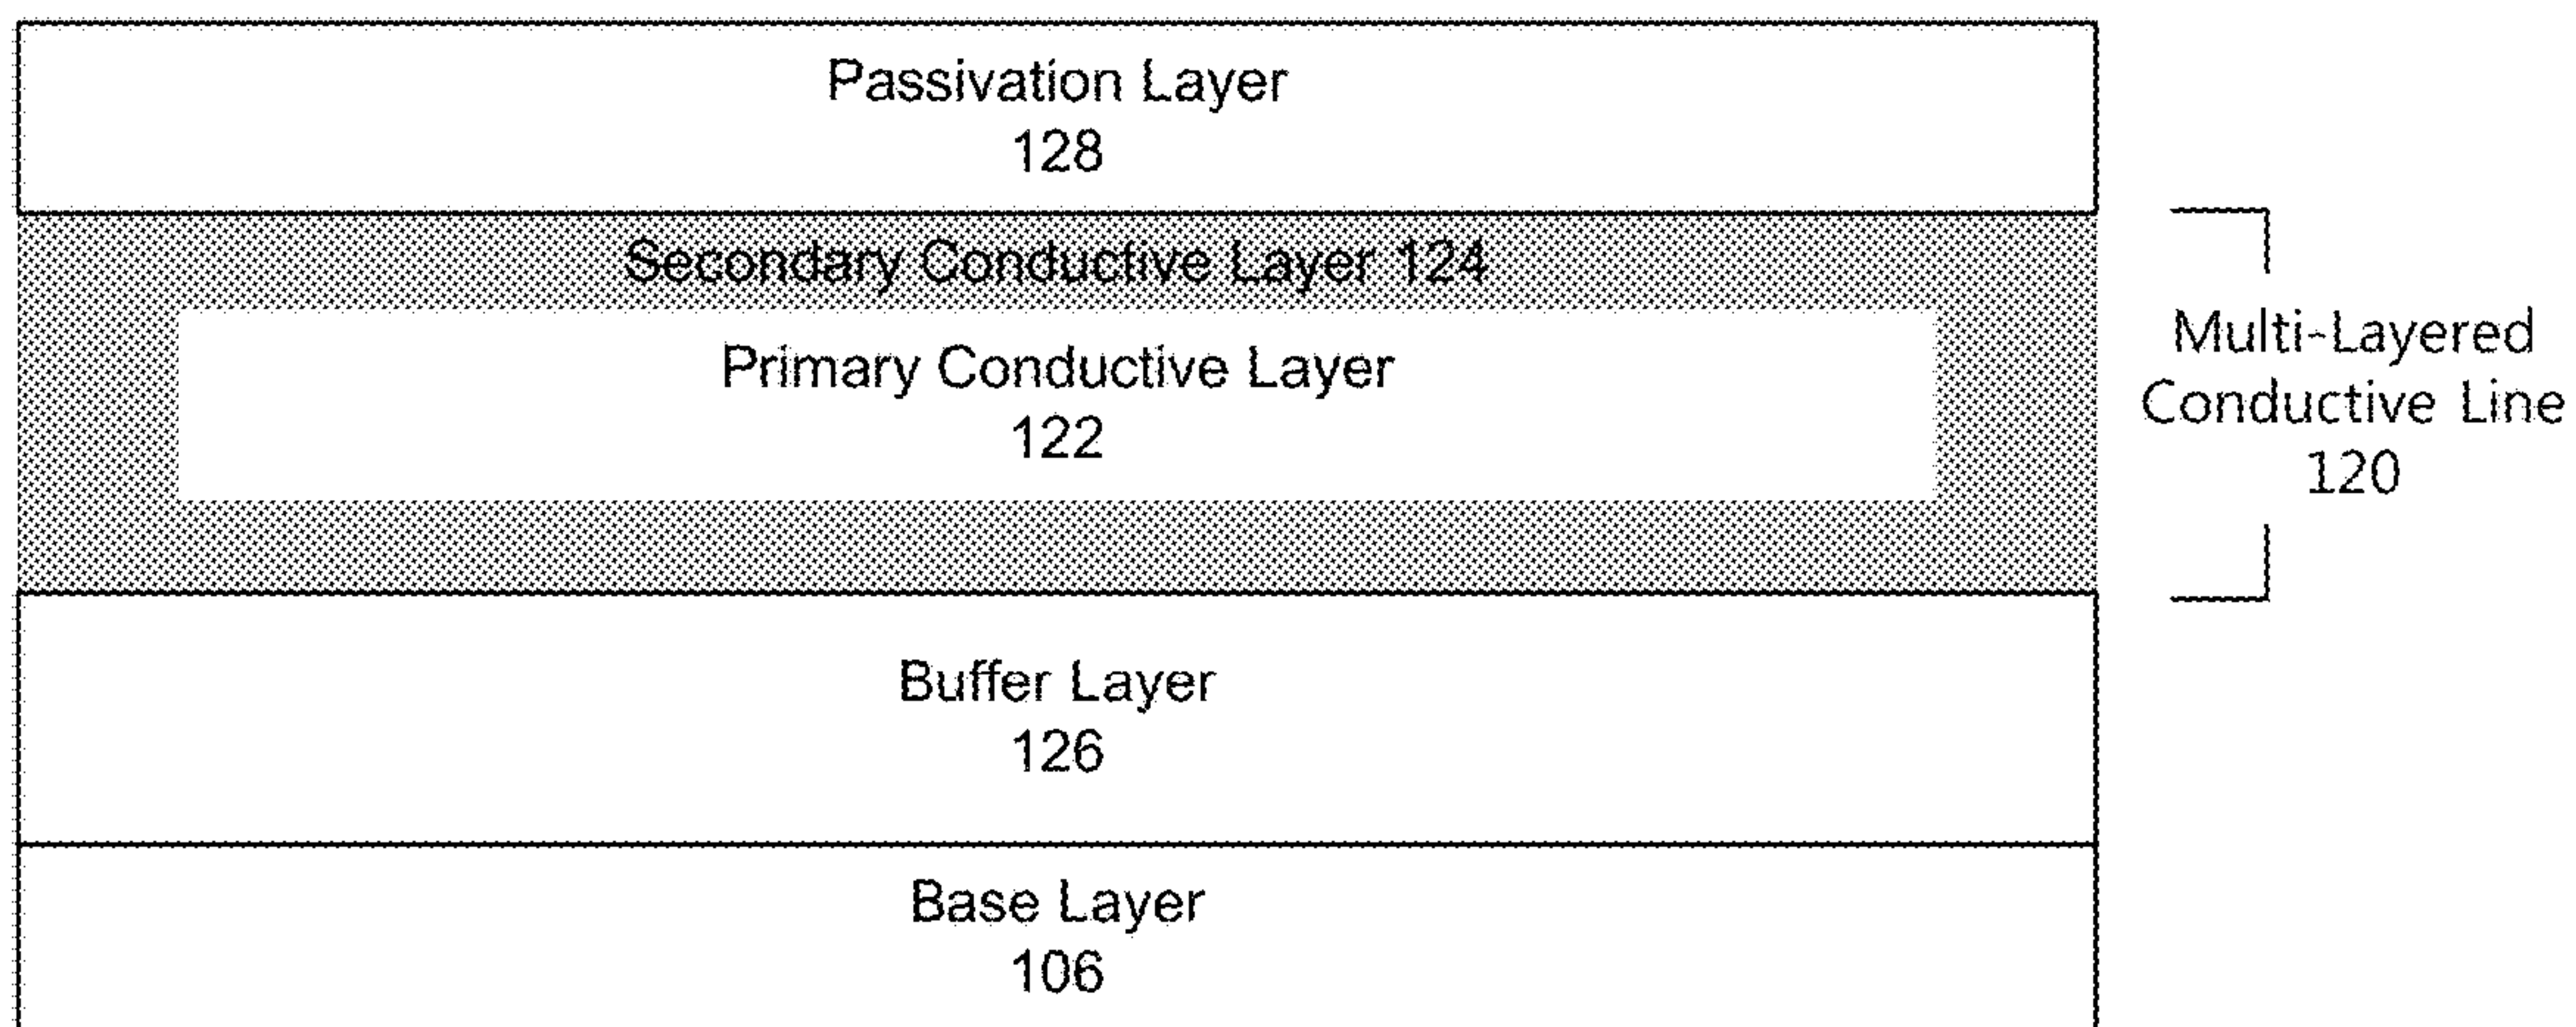 Passivation Layer
128
Secondary Conductive Layer 124
Primary Conductive Layer
122
Multi-Layered
Conductive Line
120
Buffer Layer
126
Base Layer
106